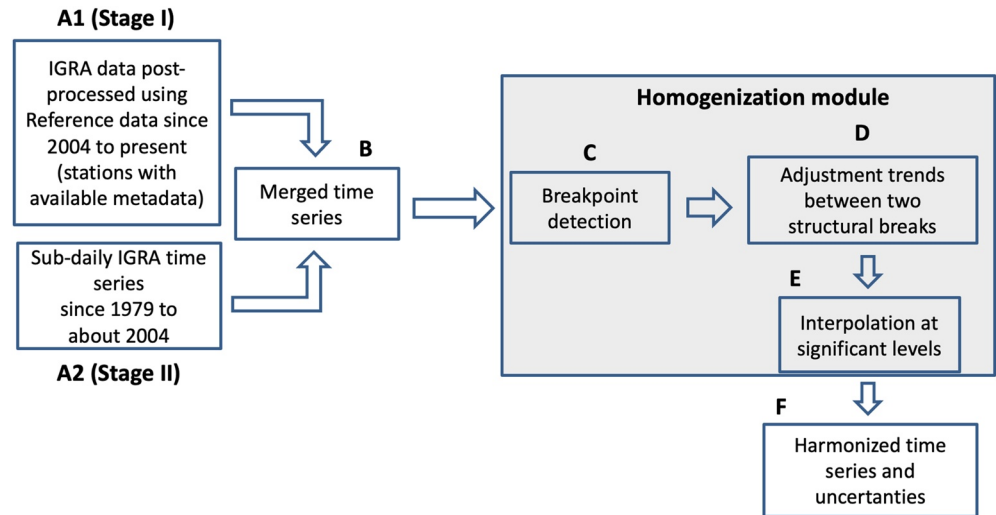 A1 (Stage I)
IGRA data post-
processed using
Reference data since
2004 to present
(stations with
available metadata)
Sub-daily IGRA time
series
since 1979 to
about 2004
A2 (Stage II)
B
Merged time
series
Homogenization module
C
Breakpoint
detection
D
Adjustment trends
between two
structural breaks
E
Interpolation at
significant levels
F
Harmonized time
series and
uncertanties